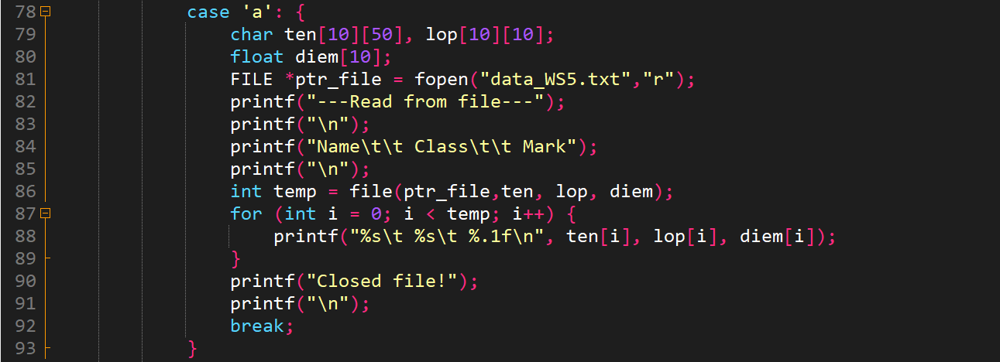 78 case 'a': {
79 char ten[10][50], lop[10][10];
80 float diem[10];
81 FILE *ptr_file = fopen("data_WS5.txt","r");
82 printf("---Read from file---");
83 printf("\n");
84 printf("Name\t\t Class\t\t Mark");
85 printf("\n");
86 int temp = file(ptr_file,ten, lop, diem);
87 for (int i = 0; i < temp; i++) {
88 printf("%s\t %s\t %.1f\n", ten[i], lop[i], diem[i]);
89 }
90 printf("Closed file!");
91 printf("\n");
92 break;
93 }